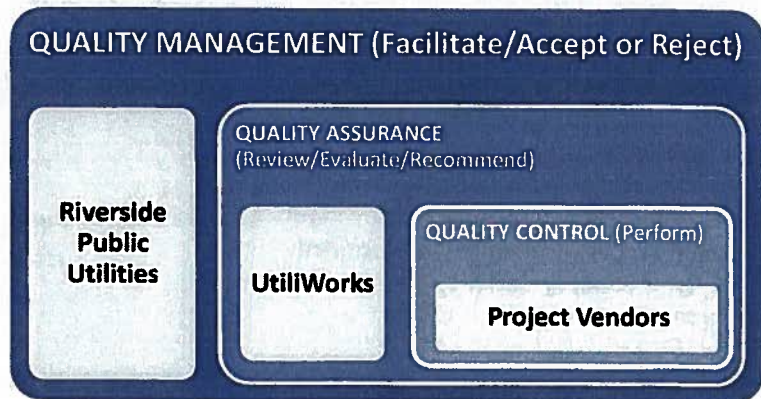 QUALITY MANAGEMENT (Facilitate/Accept or Reject)
Riverside
Public
Utilities
QUALITY ASSURANCE
(Review/Evaluate/Recommend)
UtiliWorks
QUALITY CONTROL (Perform)
Project Vendors